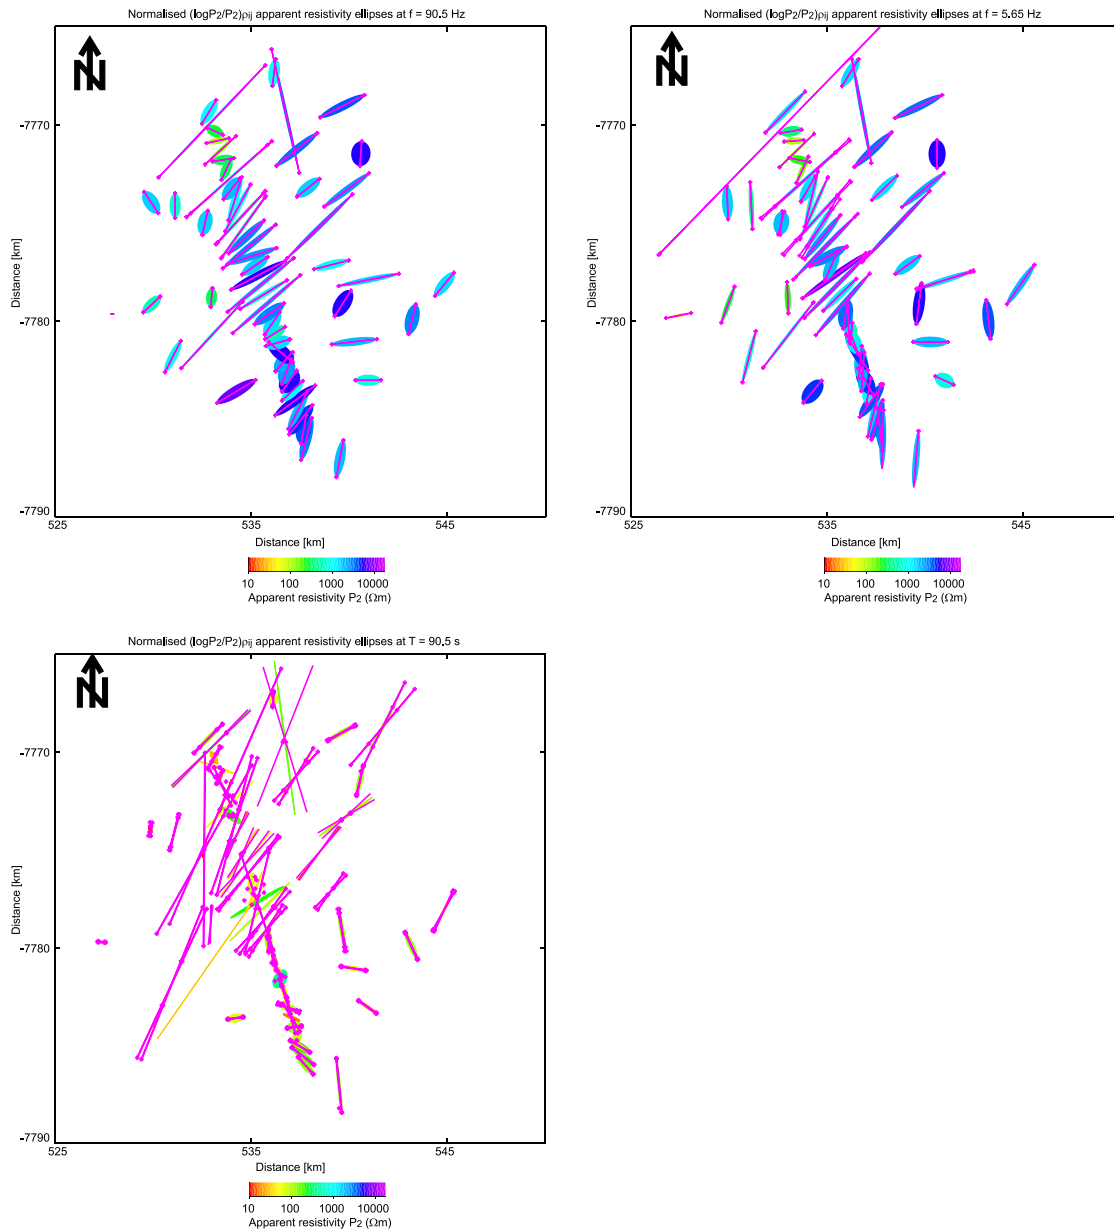 Normalised (logP2/P2)ρij apparent resistivity ellipses at f = 90.5 Hz
N
-7770
-7780
-7790
Distance [km]
525
535
545
Distance [km]
10
100
1000
10000
Apparent resistivity P2 (Ωm)
Normalised (logP2/P2)ρij apparent resistivity ellipses at f = 5.65 Hz
N
-7770
-7780
-7790
Distance [km]
525
535
545
Distance [km]
10
100
1000
10000
Apparent resistivity P2 (Ωm)
Normalised (logP2/P2)ρij apparent resistivity ellipses at T = 90.5 s
N
-7770
-7780
-7790
Distance [km]
525
535
545
Distance [km]
10
100
1000
10000
Apparent resistivity P2 (Ωm)